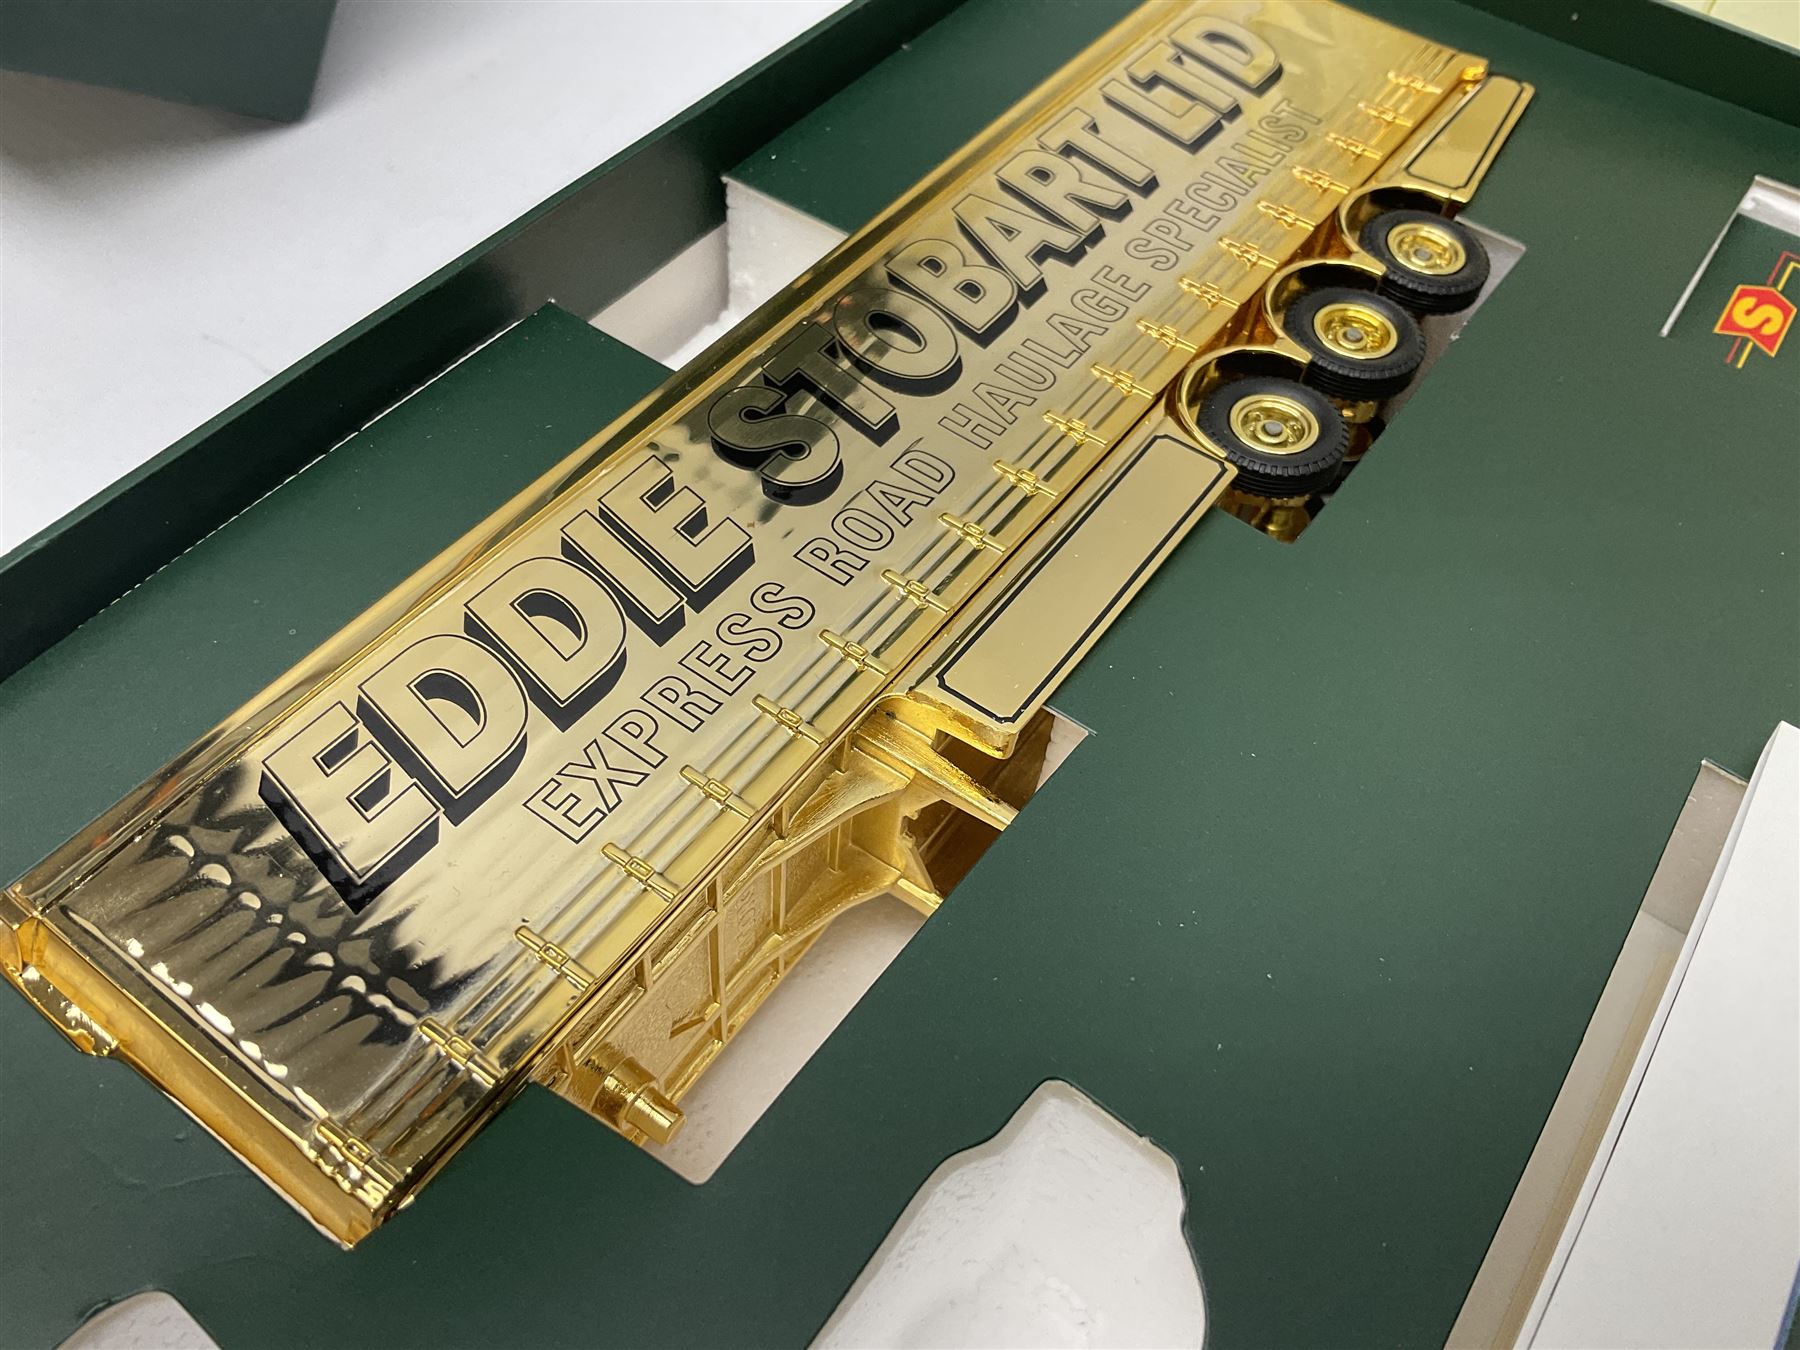 EDDIE STOBART LTD
EXPRESS ROAD HAULAGE SPECIALIST
S